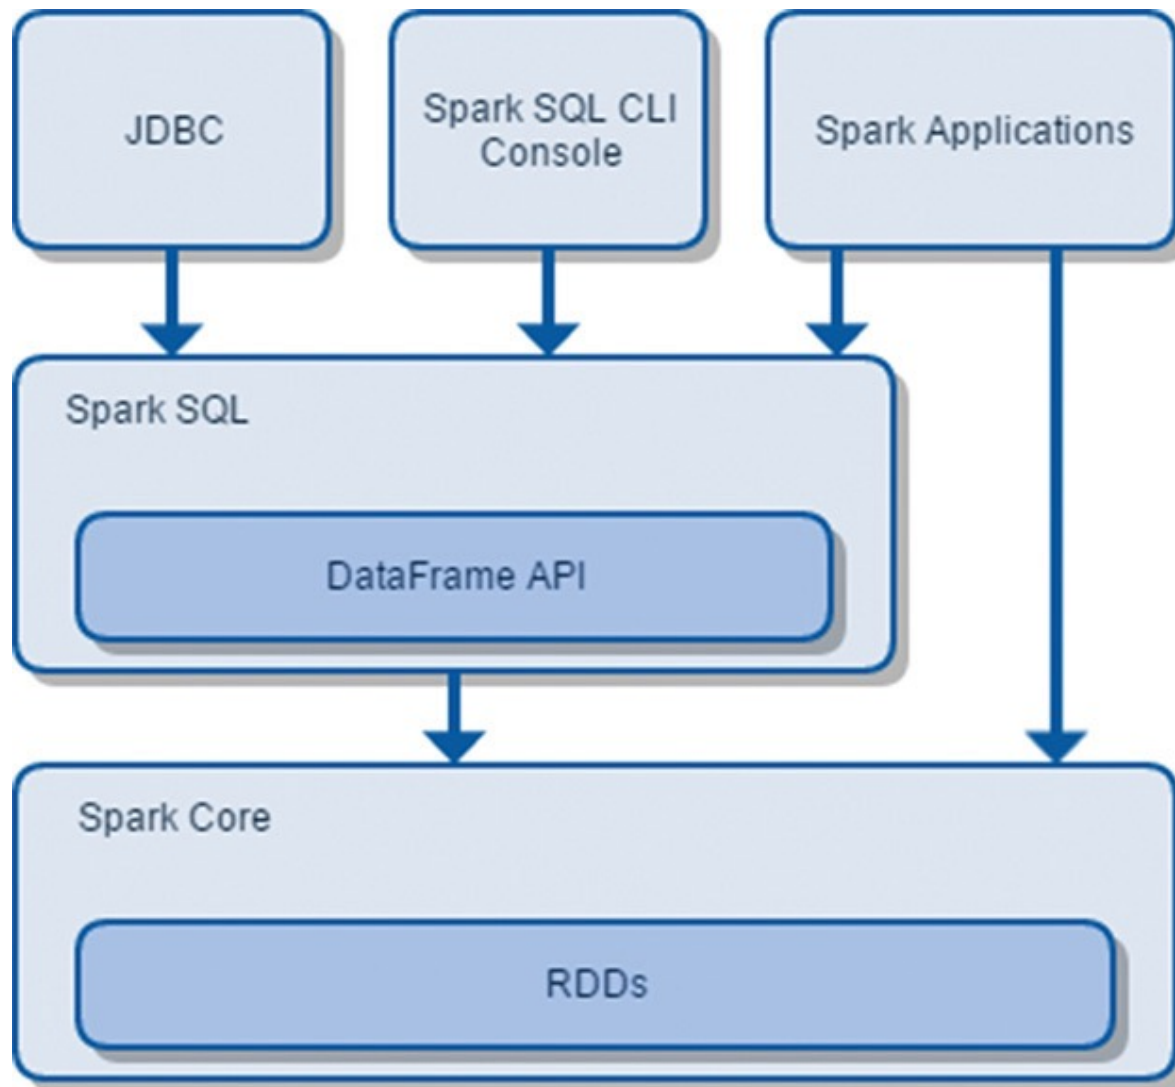 JDBC
Spark SQL CLI
Console
Spark Applications
Spark SQL
DataFrame API
Spark Core
RDDs